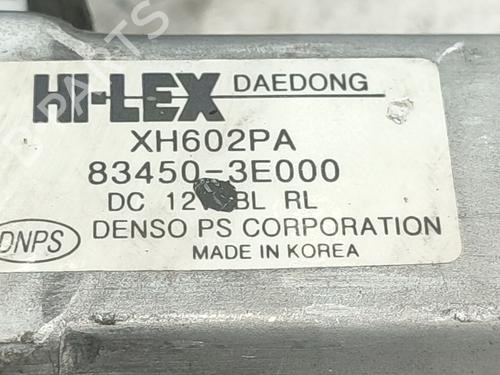 HI-LEX DAEDONG
XH602PA
83450-3E000
DC 12 BL RL
DNPS DENSO PS CORPORATION
MADE IN KOREA